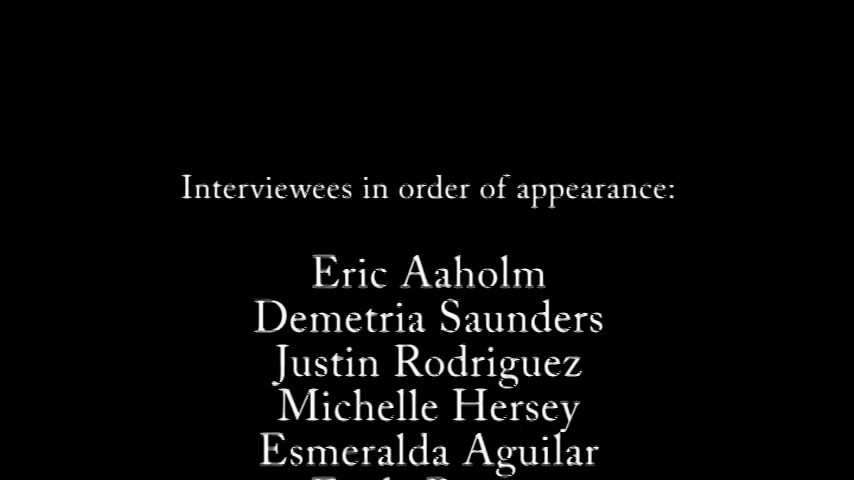 Interviewees in order of appearance:
Eric Aaholm
Demetria Saunders
Justin Rodriguez
Michelle Hersey
Esmeralda Aguilar